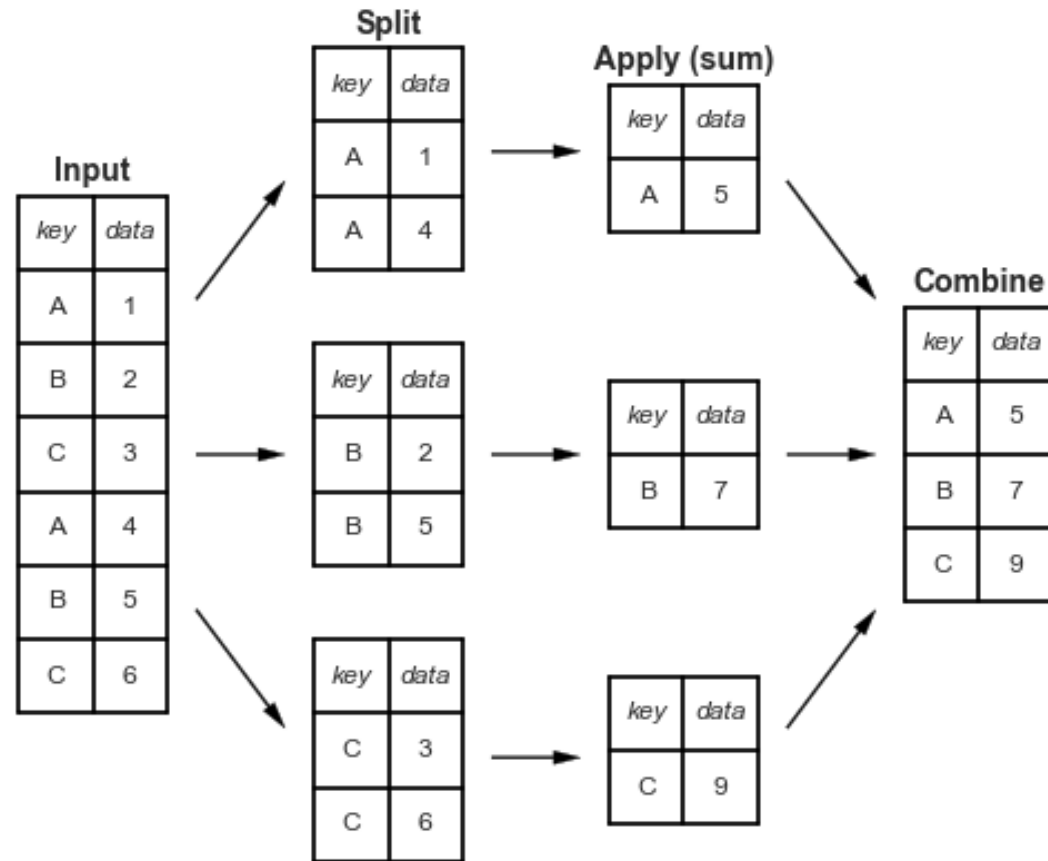 Input
key data
A 1
B 2
C 3
A 4
B 5
C 6
Split
key data
A 1
A 4
key data
B 2
B 5
key data
C 3
C 6
Apply (sum)
key data
A 5
key data
B 7
key data
C 9
Combine
key data
A 5
B 7
C 9